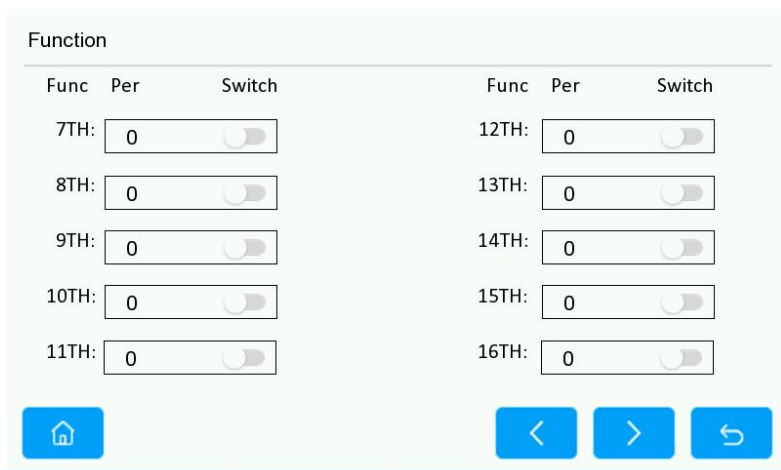 Function
Func Per Switch Func Per Switch
7TH: 0 12TH: 0
8TH: 0 13TH: 0
9TH: 0 14TH: 0
10TH: 0 15TH: 0
11TH: 0 16TH: 0